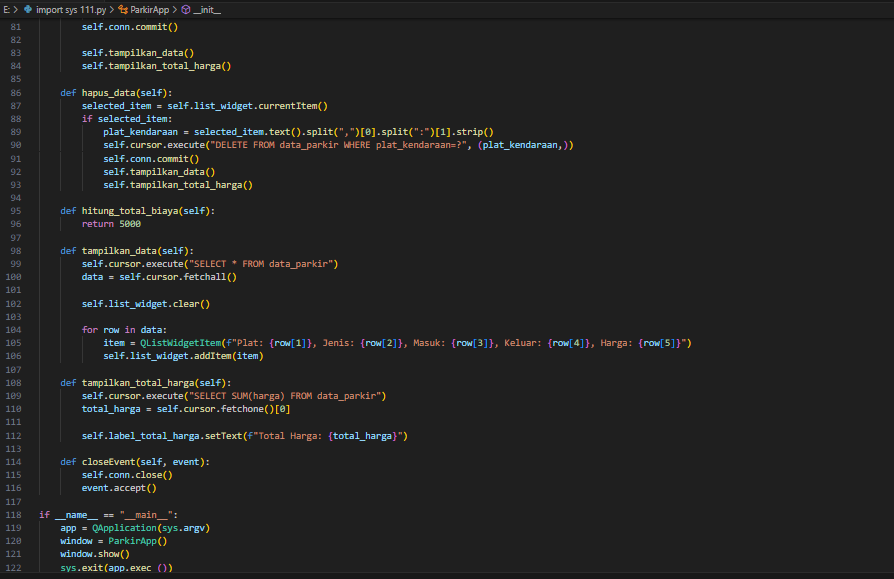 E: > import sys 111.py > ParkirApp > __init__
81 self.conn.commit()
82
83 self.tampilkan_data()
84 self.tampilkan_total_harga()
85
86 def hapus_data(self):
87 selected_item = self.list_widget.currentItem()
88 if selected_item:
89 plat_kendaraan = selected_item.text().split(",")[0].split(":")[1].strip()
90 self.cursor.execute("DELETE FROM data_parkir WHERE plat_kendaraan=?", (plat_kendaraan,))
91 self.conn.commit()
92 self.tampilkan_data()
93 self.tampilkan_total_harga()
94
95 def hitung_total_biaya(self):
96 return 5000
97
98 def tampilkan_data(self):
99 self.cursor.execute("SELECT * FROM data_parkir")
100 data = self.cursor.fetchall()
101
102 self.list_widget.clear()
103
104 for row in data:
105 item = QListWidgetItem(f"Plat: {row[1]}, Jenis: {row[2]}, Masuk: {row[3]}, Keluar: {row[4]}, Harga: {row[5]}")
106 self.list_widget.addItem(item)
107
108 def tampilkan_total_harga(self):
109 self.cursor.execute("SELECT SUM(harga) FROM data_parkir")
110 total_harga = self.cursor.fetchone()[0]
111
112 self.label_total_harga.setText(f"Total Harga: {total_harga}")
113
114 def closeEvent(self, event):
115 self.conn.close()
116 event.accept()
117
118 if __name__ == "__main__":
119 app = QApplication(sys.argv)
120 window = ParkirApp()
121 window.show()
122 sys.exit(app.exec_())